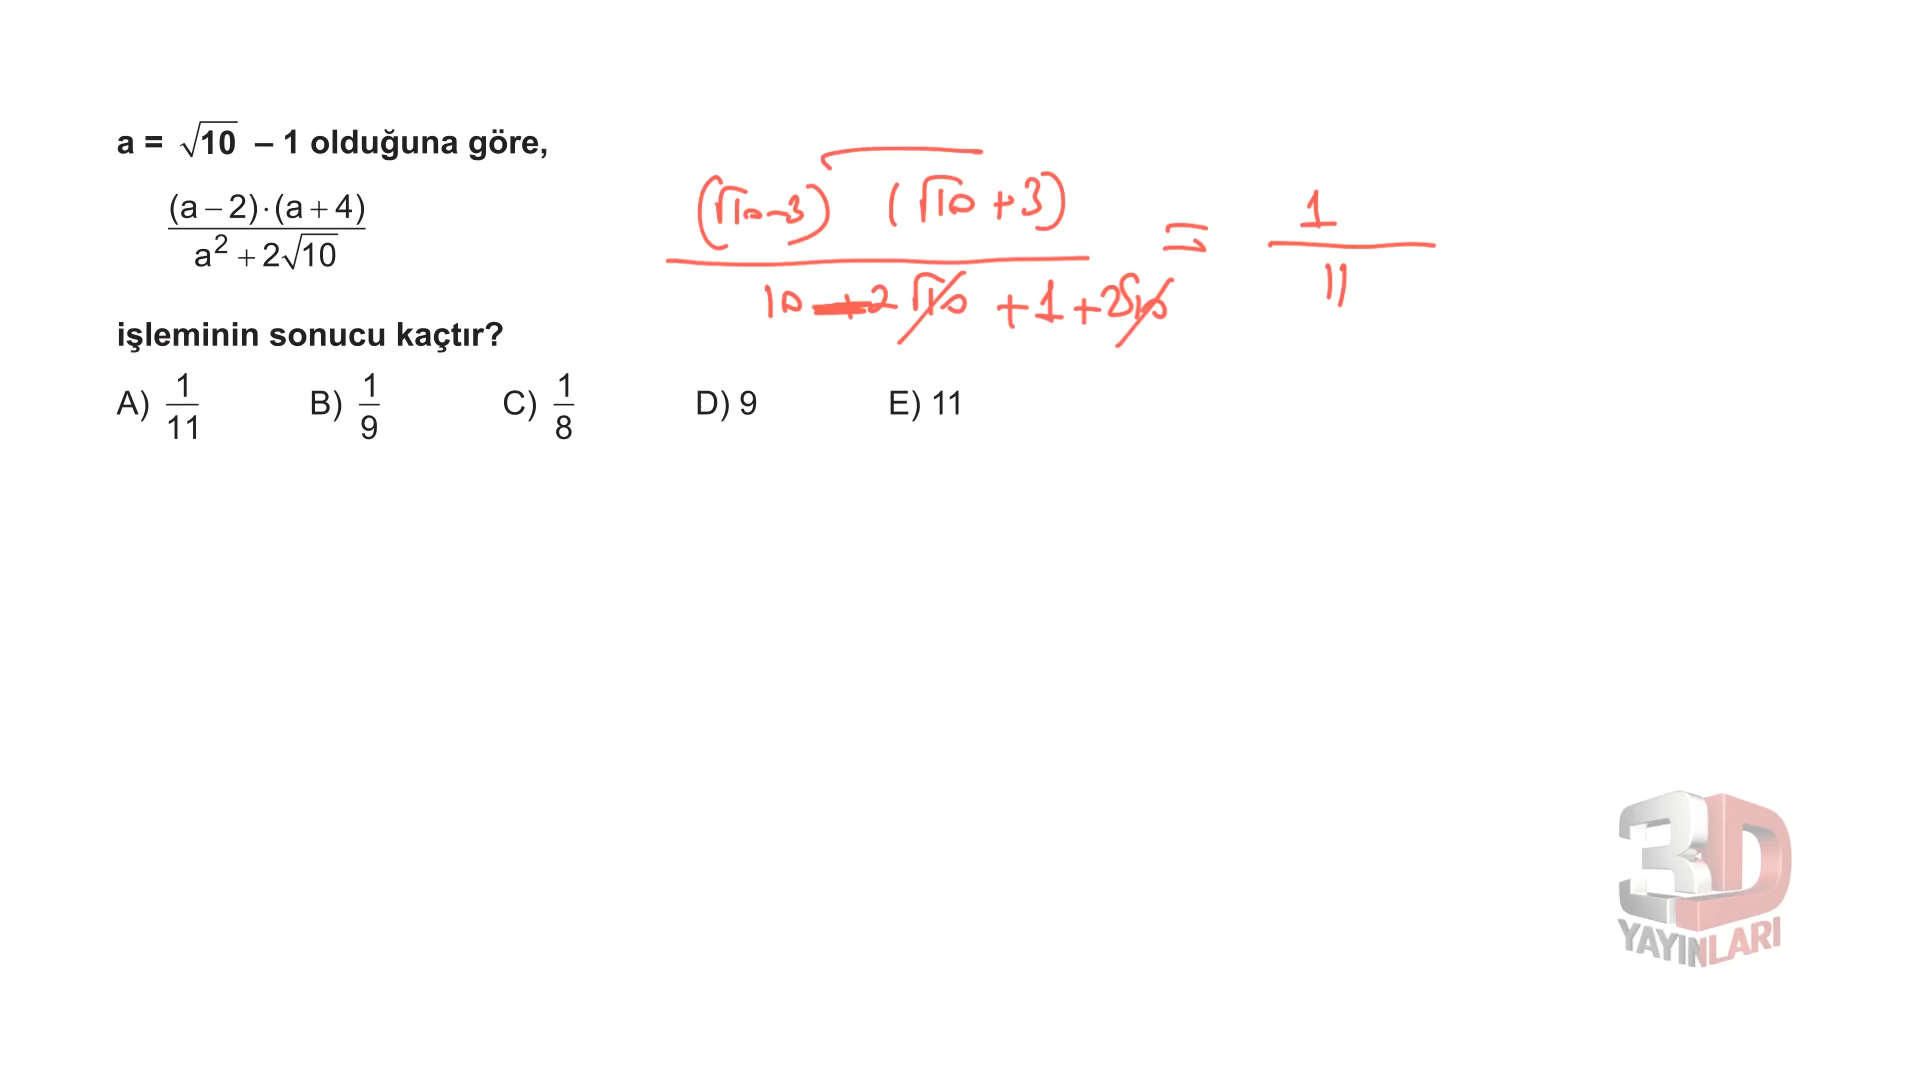 a = √10 – 1 olduğuna göre,
(a – 2)·(a + 4)
a² + 2√10
işleminin sonucu kaçtır?
A) 1/11 B) 1/9 C) 1/8 D) 9 E) 11
(√10-3) (√10+3) = 1
10 - 2√10 + 1 + 2√10 11
3D
YAYINLARI